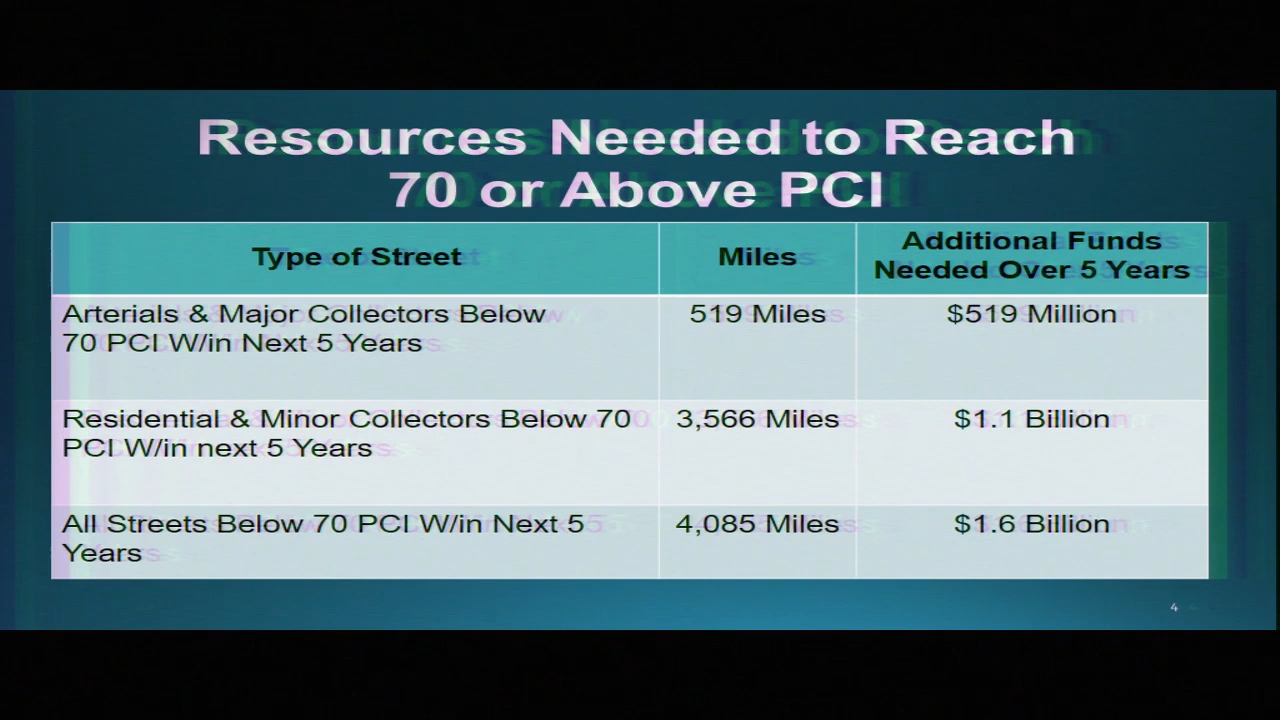 Resources Needed to Reach
70 or Above PCI
Type of Street
Miles
Additional Funds
Needed Over 5 Years
Arterials & Major Collectors Below
70 PCI W/in Next 5 Years
519 Miles
$519 Million
Residential & Minor Collectors Below 70
PCI W/in next 5 Years
3,566 Miles
$1.1 Billion
All Streets Below 70 PCI W/in Next 5
Years
4,085 Miles
$1.6 Billion
4